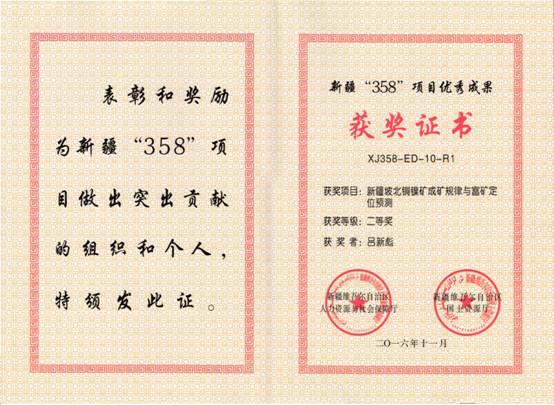 表彰和奖励
为新疆“358”项
目做出突出贡献
的组织和个人，
特颁发此证。
新疆“358”项目优秀成果
获奖证书
XJ358-ED-10-R1
获奖项目：新疆坡北铜镍矿成矿规律与富矿定
位预测
获奖等级：二等奖
获奖者：吕新彪
新疆维吾尔自治区
人力资源和社会保障厅
新疆维吾尔自治区
国土资源厅
二〇一六年十一月